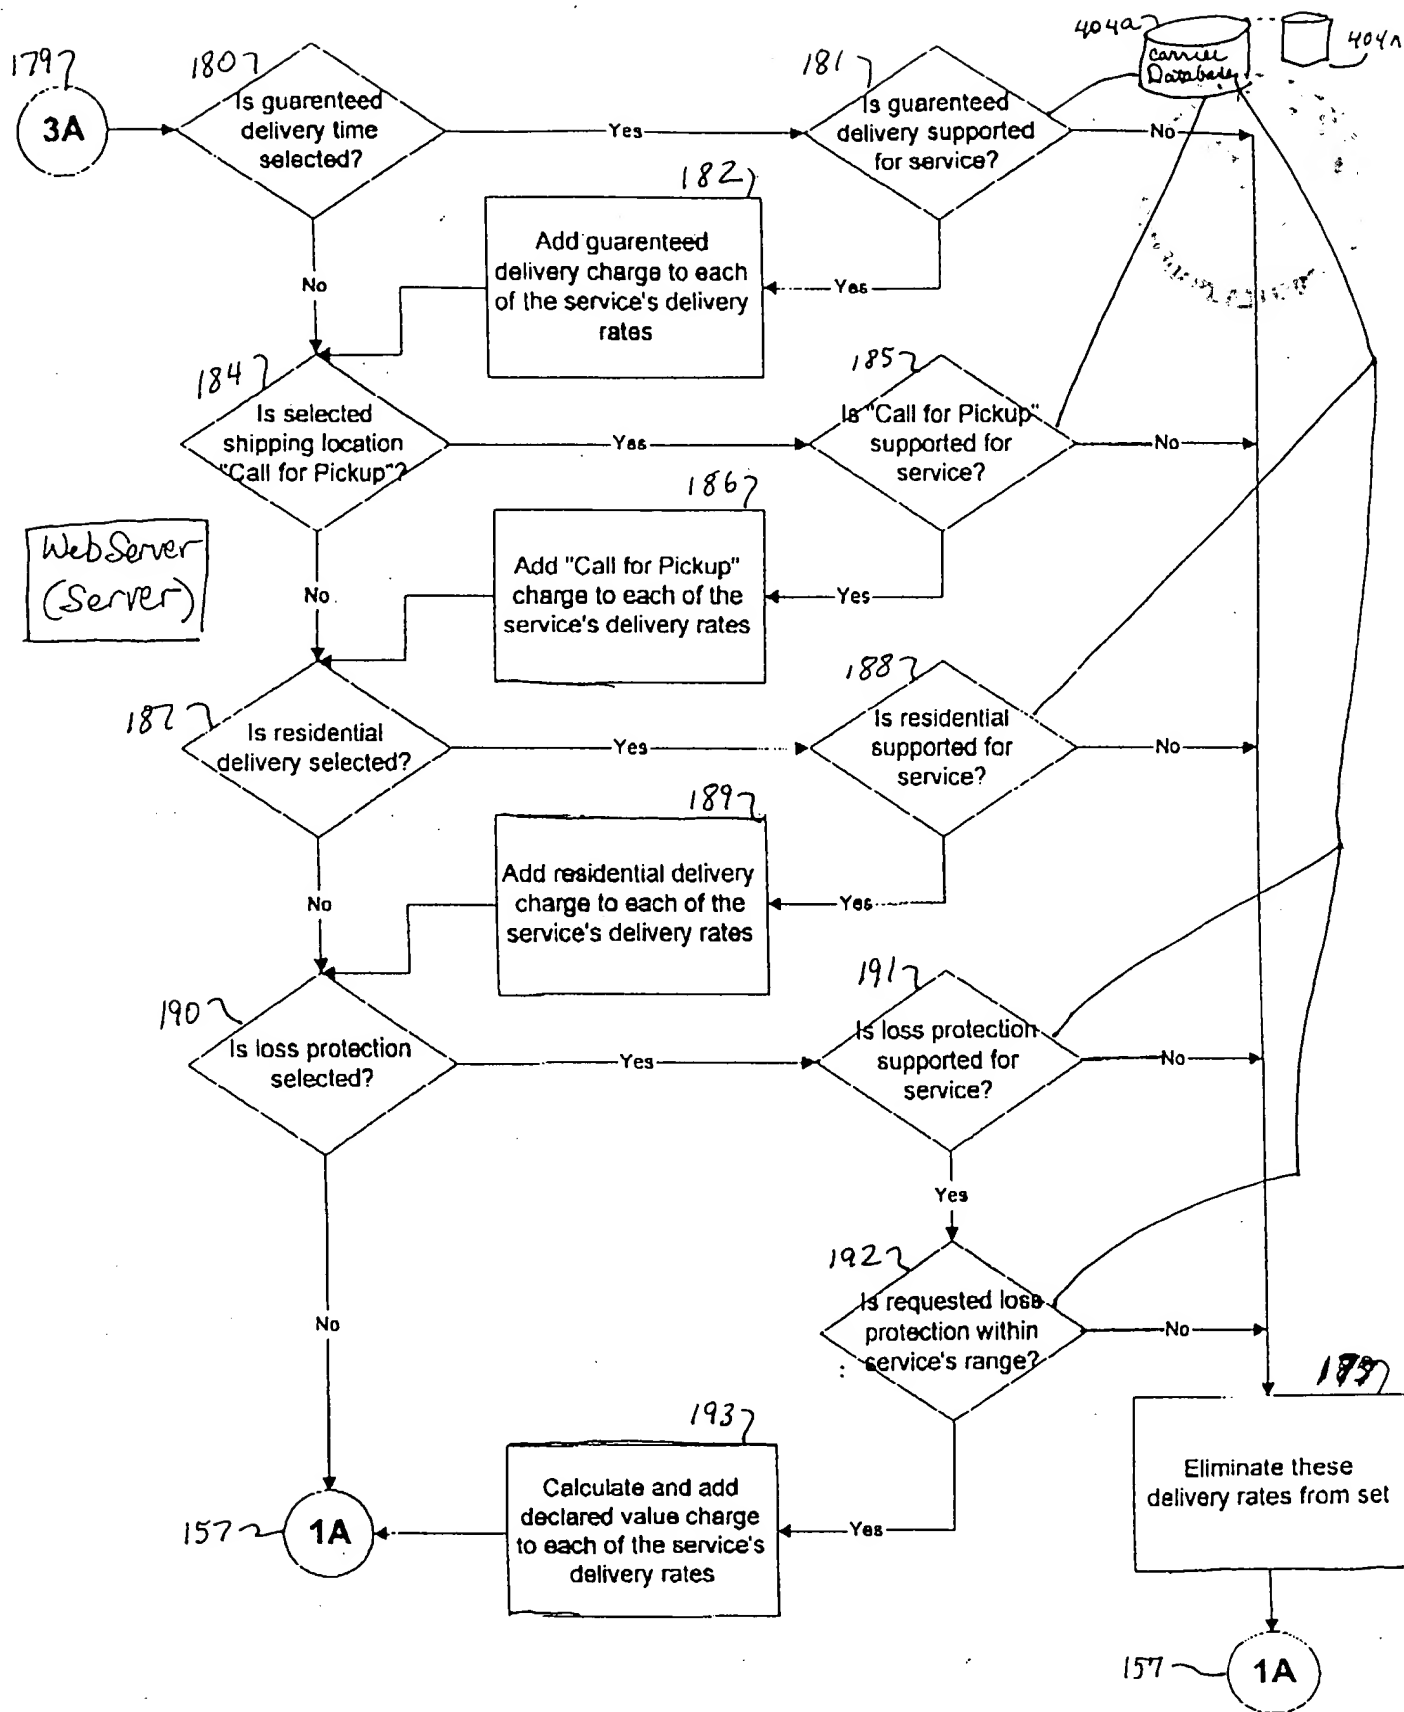 404a
carrier
Database
404n
179
3A
180
Is guarenteed
delivery time
selected?
Yes
181
Is guarenteed
delivery supported
for service?
No
182
Add guarenteed
delivery charge to each
of the service's delivery
rates
Yes
No
184
Is selected
shipping location
"Call for Pickup"?
Yes
185
Is "Call for Pickup"
supported for
service?
No
186
Add "Call for Pickup"
charge to each of the
service's delivery rates
Yes
No
WebServer
(Server)
187
Is residential
delivery selected?
Yes
188
Is residential
supported for
service?
No
189
Add residential delivery
charge to each of the
service's delivery rates
Yes
No
190
Is loss protection
selected?
Yes
191
Is loss protection
supported for
service?
No
Yes
192
Is requested loss
protection within
service's range?
No
No
193
Calculate and add
declared value charge
to each of the service's
delivery rates
Yes
157
1A
Eliminate these
delivery rates from set
157
1A